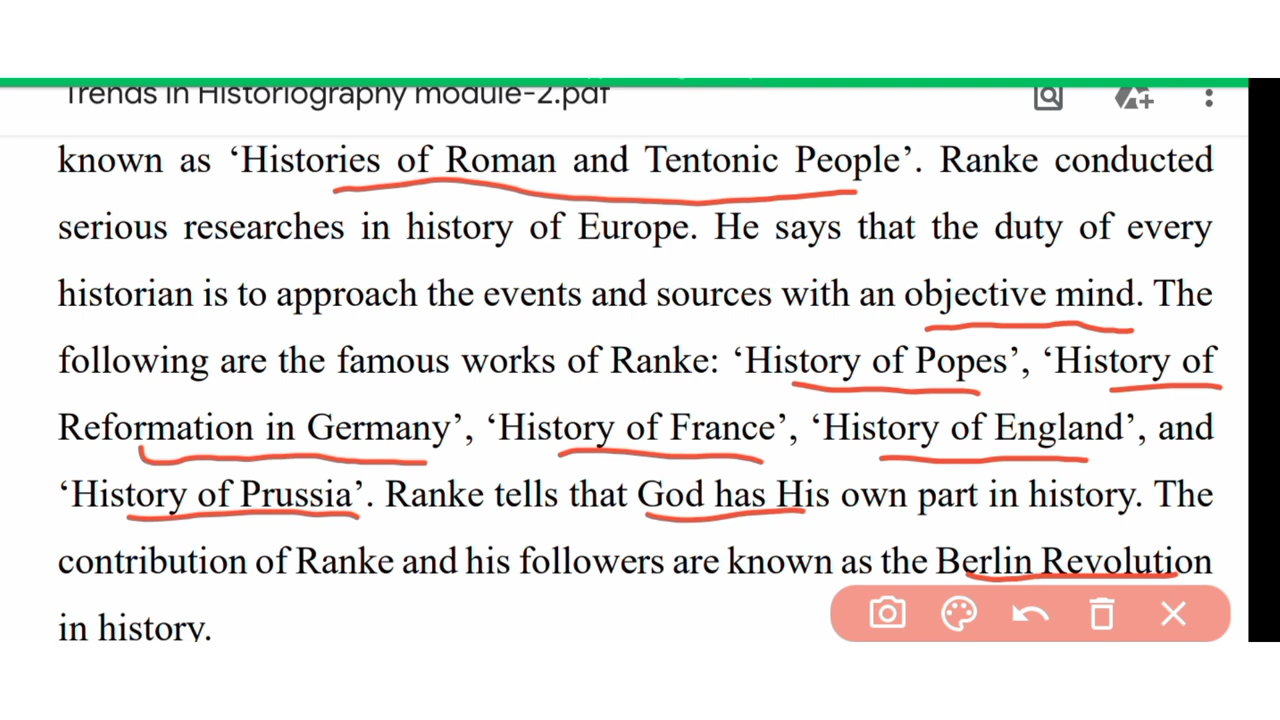 Trends in Historiography module-2.pdf
known as ‘Histories of Roman and Tentonic People’. Ranke conducted
serious researches in history of Europe. He says that the duty of every
historian is to approach the events and sources with an objective mind. The
following are the famous works of Ranke: ‘History of Popes’, ‘History of
Reformation in Germany’, ‘History of France’, ‘History of England’, and
‘History of Prussia’. Ranke tells that God has His own part in history. The
contribution of Ranke and his followers are known as the Berlin Revolution
in history.